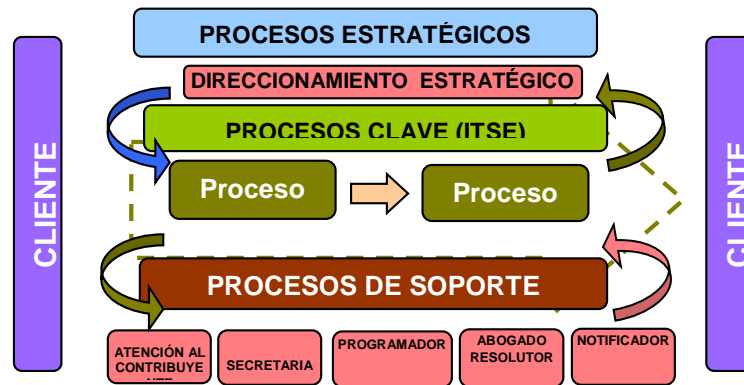 PROCESOS ESTRATÉGICOS
DIRECCIONAMIENTO ESTRATÉGICO
PROCESOS CLAVE (ITSE)
CLIENTE
Proceso
Proceso
CLIENTE
PROCESOS DE SOPORTE
ATENCIÓN AL
CONTRIBUYE
SECRETARIA
PROGRAMADOR
ABOGADO
RESOLUTOR
NOTIFICADOR